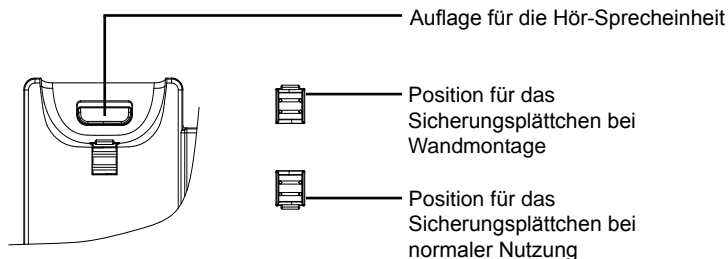 Auflage für die Hör-Sprecheinheit
Position für das
Sicherungsplättchen bei
Wandmontage
Position für das
Sicherungsplättchen bei
normaler Nutzung